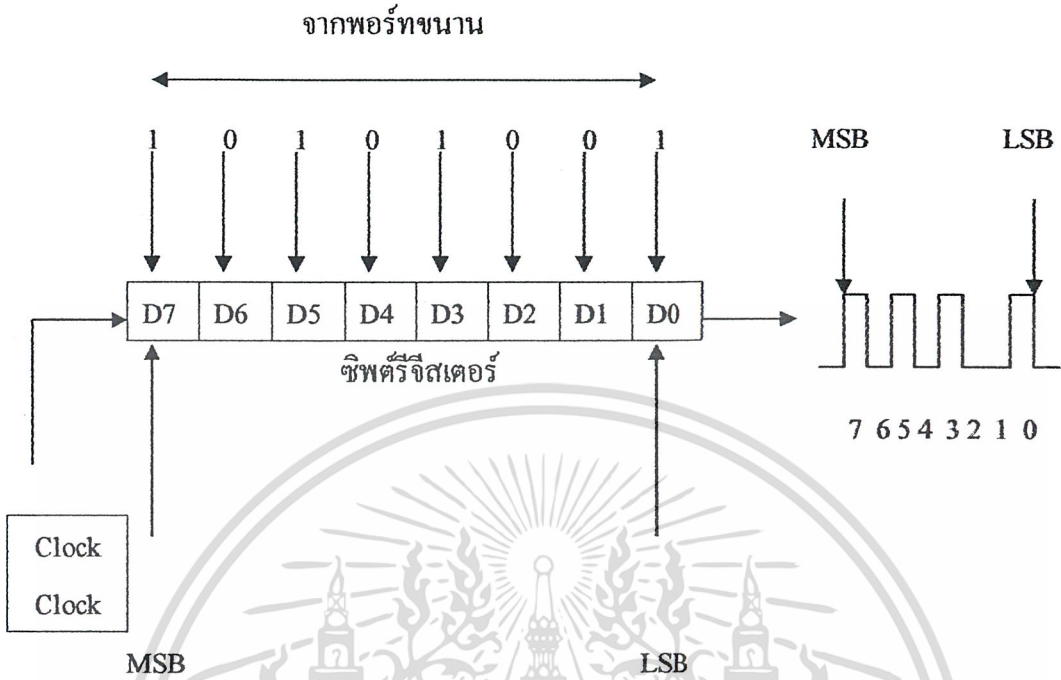 จากพอร์ทขนาน
1 0 1 0 1 0 0 1
MSB LSB
D7 D6 D5 D4 D3 D2 D1 D0
ซิพต์รีจีสเตอร์
7 6 5 4 3 2 1 0
Clock
Clock
MSB LSB